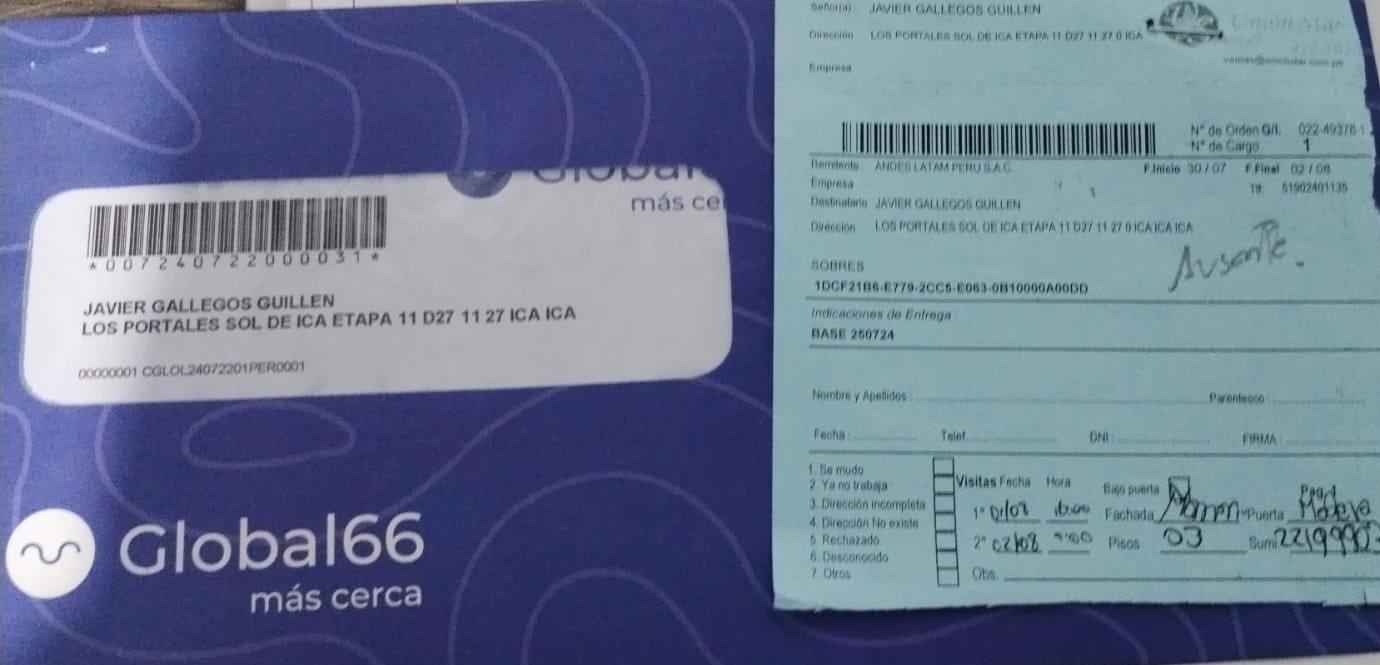 Global
más ce
*007240722000031*
JAVIER GALLEGOS GUILLEN
LOS PORTALES SOL DE ICA ETAPA 11 D27 11 27 ICA ICA
00000001 CGLOL24072201PER0001
Global66
más cerca
Señor(a) JAVIER GALLEGOS GUILLEN
Dirección LOS PORTALES SOL DE ICA ETAPA 11 D27 11 27 0 ICA
Empresa
N° de Orden G/I. 022-49378-1
N° de Cargo 1
Remitente ANDES LATAM PERU S.A.C. F.Inicio 30 / 07 F.Final 02 / 08
Empresa Tlf. 51902401135
Destinatario JAVIER GALLEGOS GUILLEN
Dirección LOS PORTALES SOL DE ICA ETAPA 11 D27 11 27 0 ICA ICA ICA
Ausente.
SOBRES
1DCF21B6-E779-2CC5-E063-0B10000A00DD
Indicaciones de Entrega
BASE 250724
Nombre y Apellidos Parentesco
Fecha Telef. DNI FIRMA
1. Se mudo
2. Ya no trabaja Visitas Fecha Hora Bajo puerta
3. Dirección incompleta 1° 01/08 Fachada Marron Puerta Madera
4. Dirección No existe
5. Rechazado 2° 02/08 9:00 Pisos 03 Sumi
6. Desconocido
7. Otros Obs.